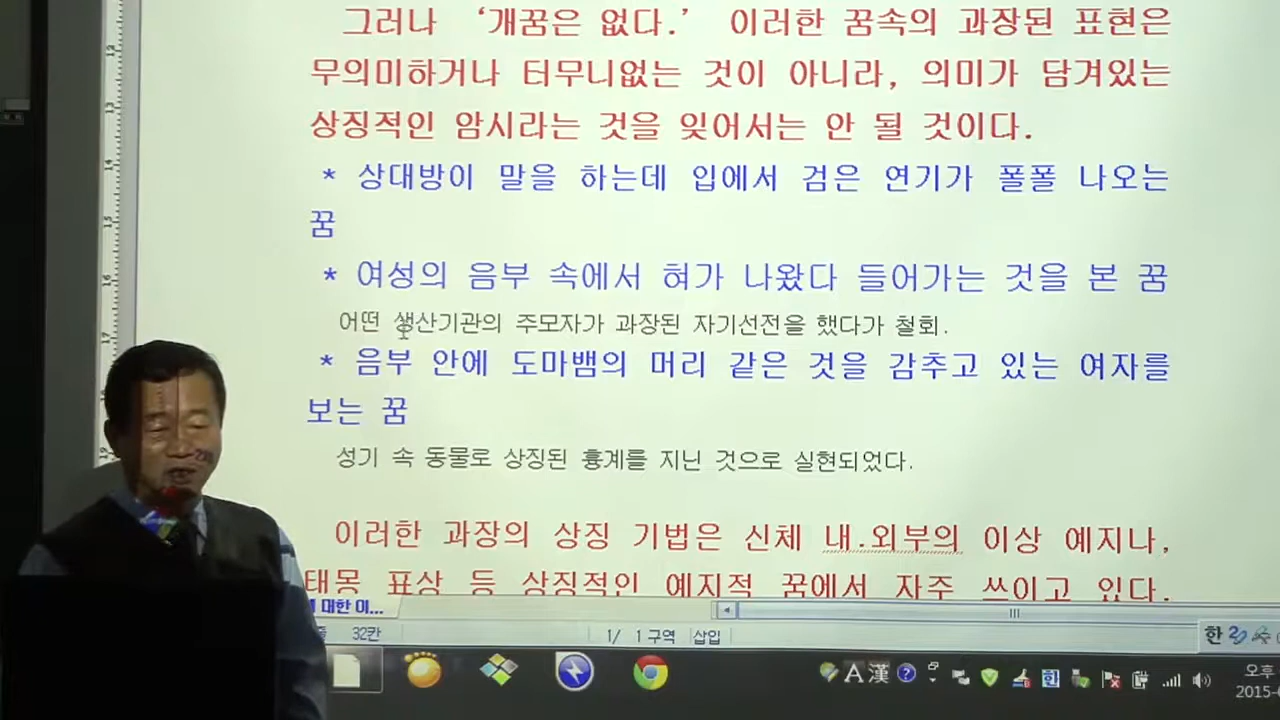 그러나 ‘개꿈은 없다.’ 이러한 꿈속의 과장된 표현은
무의미하거나 터무니없는 것이 아니라, 의미가 담겨있는
상징적인 암시라는 것을 잊어서는 안 될 것이다.
* 상대방이 말을 하는데 입에서 검은 연기가 폴폴 나오는
꿈
* 여성의 음부 속에서 혀가 나왔다 들어가는 것을 본 꿈
어떤 생산기관의 주모자가 과장된 자기선전을 했다가 철회.
* 음부 안에 도마뱀의 머리 같은 것을 감추고 있는 여자를
보는 꿈
성기 속 동물로 상징된 흉계를 지닌 것으로 실현되었다.
이러한 과장의 상징 기법은 신체 내.외부의 이상 예지나,
태몽 표상 등 상징적인 예지적 꿈에서 자주 쓰이고 있다.
대한 이...
32칸 1/ 1 구역 삽입 한
A 漢 한 오후
2015-